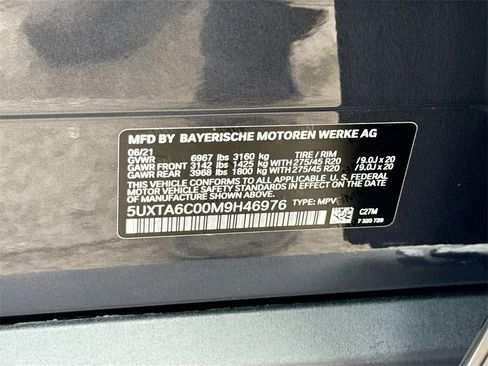 MFD BY BAYERISCHE MOTOREN WERKE AG
06/21 TIRE / RIM
GVWR 6967 lbs 3160 kg
GAWR FRONT 3142 lbs 1425 kg WITH 275/45 R20 /9.0J x 20
GAWR REAR 3968 lbs 1800 kg WITH 275/45 R20 /9.0J x 20
THIS VEHICLE CONFORMS TO ALL APPLICABLE U.S. FEDERAL
MOTOR VEHICLE SAFETY STANDARDS IN EFFECT ON THE
DATE OF MANUFACTURE SHOWN ABOVE.
5UXTA6C00M9H46976 TYPE: MPV C27M
7 320 729